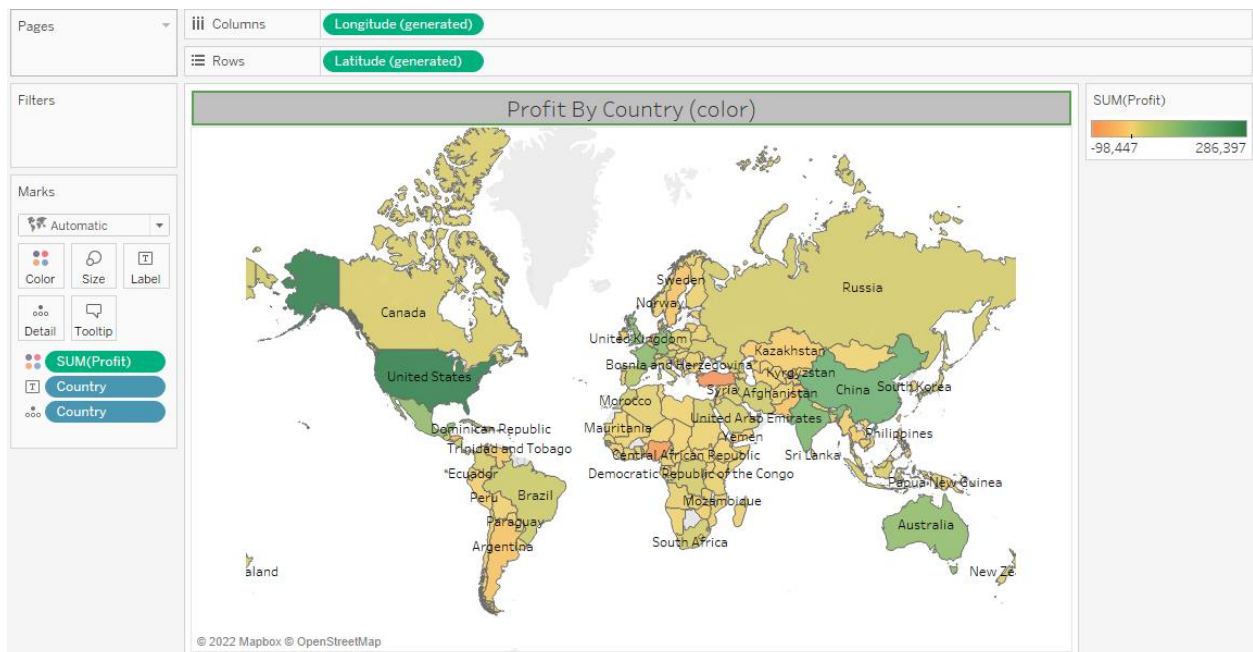 Pages
Columns
Longitude (generated)
Rows
Latitude (generated)
Filters
Marks
Automatic
Color
Size
Label
Detail
Tooltip
SUM(Profit)
Country
Country
Profit By Country (color)
Sweden
Norway
Russia
Canada
United Kingdom
Kazakhstan
Bosnia and Herzegovina
Kyrgyzstan
United States
China
South Korea
Syria
Afghanistan
Morocco
United Arab Emirates
Mauritania
Dominican Republic
Yemen
Philippines
Trinidad and Tobago
Central African Republic
Sri Lanka
Ecuador
Democratic Republic of the Congo
Papua New Guinea
Peru
Brazil
Mozambique
Paraguay
Australia
Argentina
South Africa
aland
New Ze
© 2022 Mapbox © OpenStreetMap
SUM(Profit)
-98,447
286,397